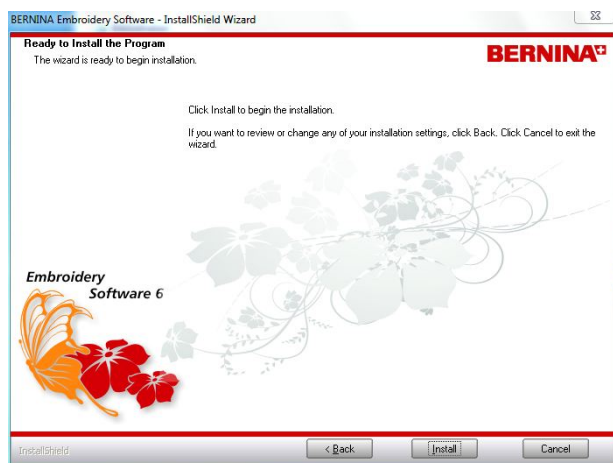 BERNINA Embroidery Software - InstallShield Wizard
Ready to Install the Program
The wizard is ready to begin installation.
BERNINA
Click Install to begin the installation.
If you want to review or change any of your installation settings, click Back. Click Cancel to exit the
wizard.
Embroidery
Software 6
InstallShield
< Back
Install
Cancel